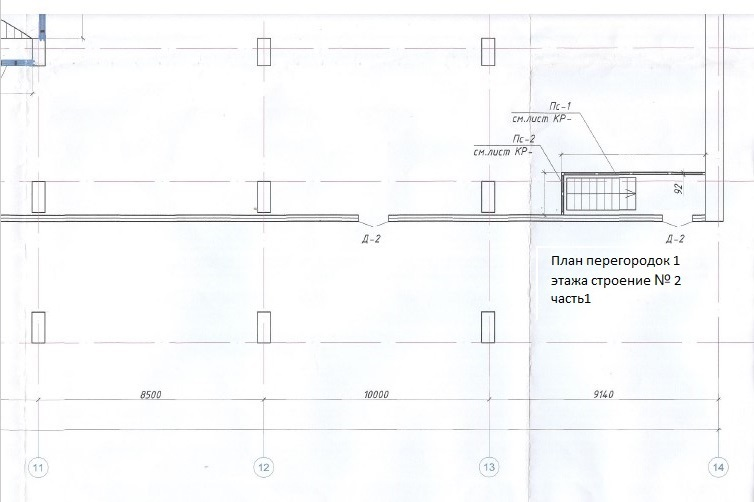 Пс-1
см.лист КР-
Пс-2
см.лист КР-
92
Д-2
Д-2
План перегородок 1
этажа строение № 2
часть1
8500
10000
9140
11
12
13
14